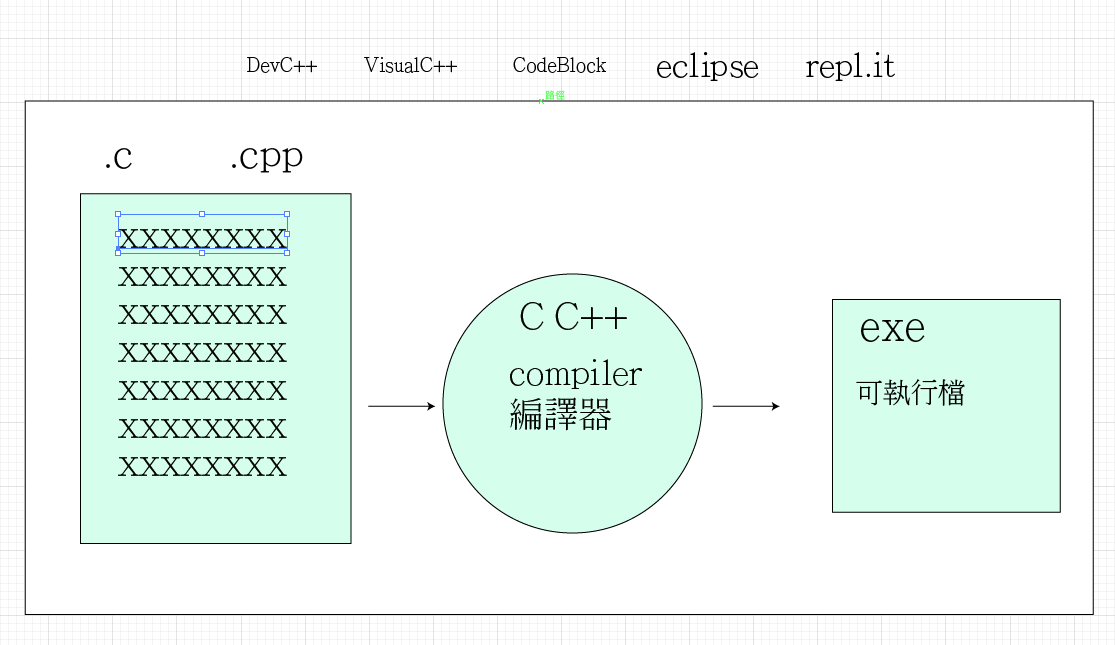 DevC++ VisualC++ CodeBlock eclipse repl.it
路徑
.c .cpp
XXXXXXXX
XXXXXXXX
XXXXXXXX
XXXXXXXX
XXXXXXXX
XXXXXXXX
XXXXXXXX
C C++
compiler
編譯器
exe
可執行檔